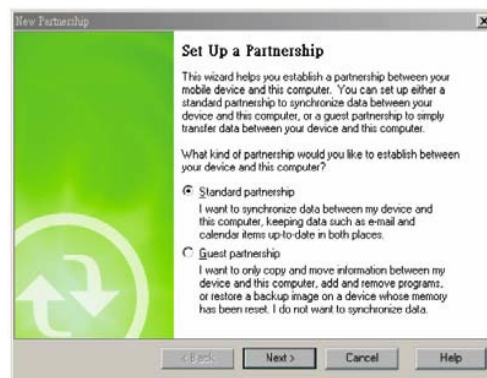 New Partnership
Set Up a Partnership
This wizard helps you establish a partnership between your
mobile device and this computer. You can set up either a
standard partnership to synchronize data between your
device and this computer, or a guest partnership to simply
transfer data between your device and this computer.
What kind of partnership would you like to establish between
your device and this computer?
Standard partnership
I want to synchronize data between my device and
this computer, keeping data such as e-mail and
calendar items up-to-date in both places.
Guest partnership
I want to only copy and move information between my
device and this computer, add and remove programs,
or restore a backup image on a device whose memory
has been reset. I do not want to synchronize data.
< Back Next > Cancel Help